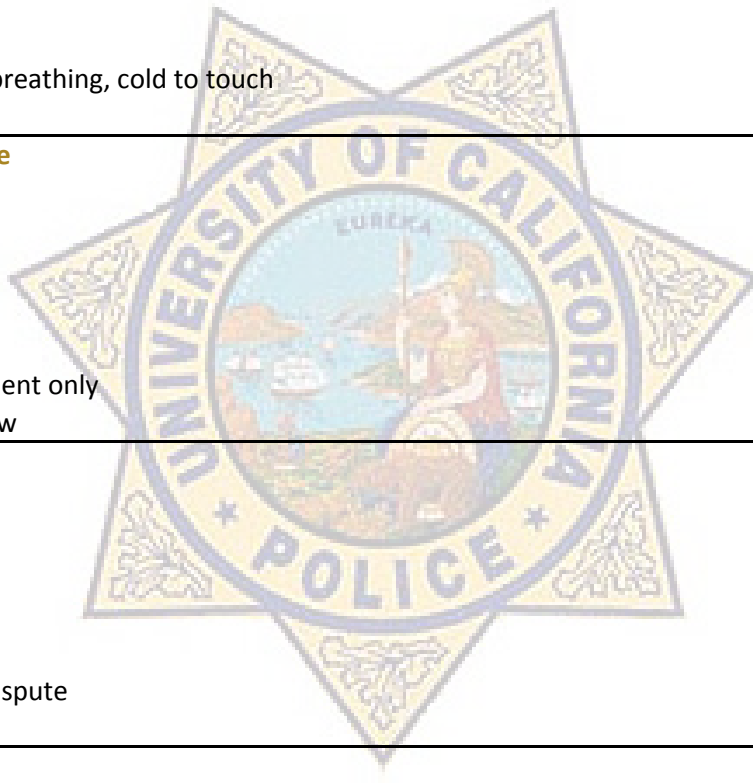 breathing, cold to touch
e
UNIVERSITY OF CALIFORNIA
EUREKA
ent only
w
POLICE
spute